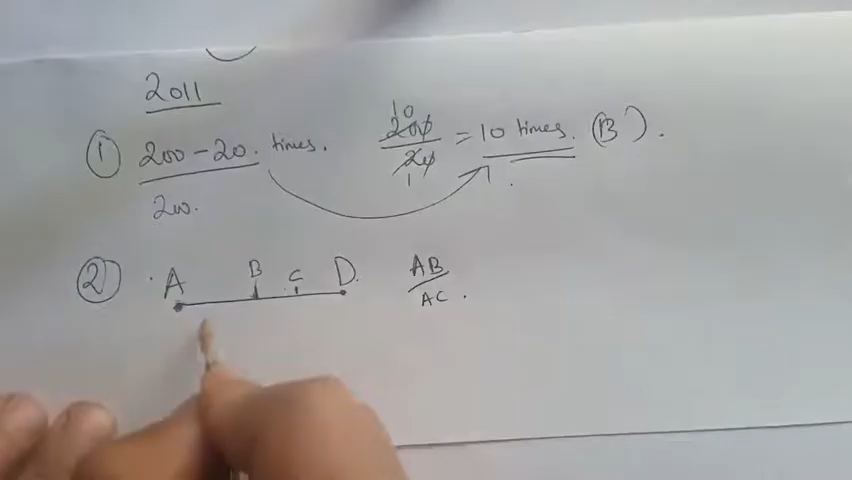 2011
① 200 - 20. times. 200/20 = 10 times. (B).
10
1
200.
② A B C D. AB/AC.